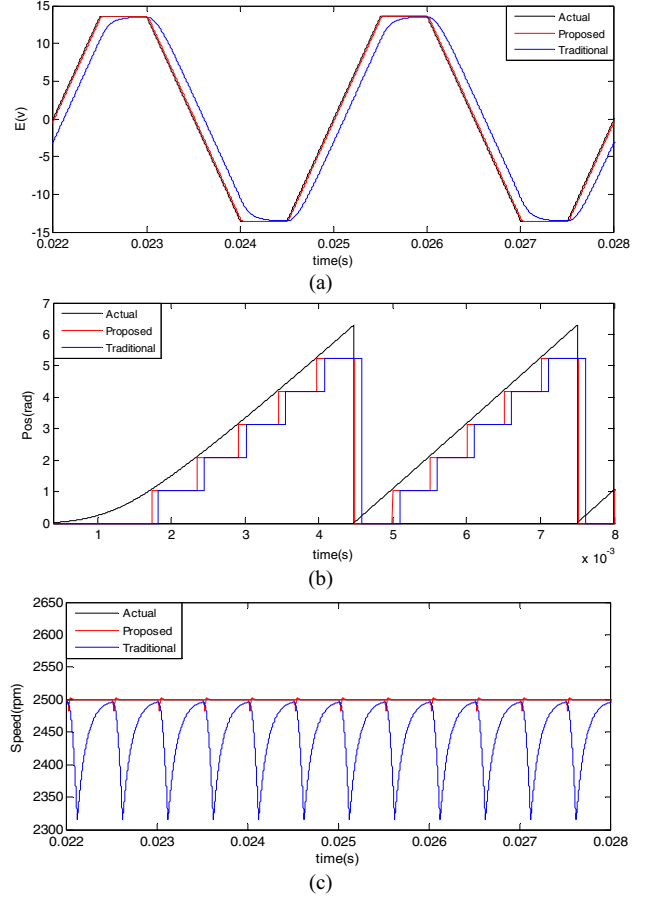 15
10
5
0
-5
-10
-15
E(v)
Actual
Proposed
Traditional
0.022 0.023 0.024 0.025 0.026 0.027 0.028
time(s)
(a)
7
6
5
4
3
2
1
0
Pos(rad)
Actual
Proposed
Traditional
1 2 3 4 5 6 7 8
time(s)
x 10⁻³
(b)
2650
2600
2550
2500
2450
2400
2350
2300
Speed(rpm)
Actual
Proposed
Traditional
0.022 0.023 0.024 0.025 0.026 0.027 0.028
time(s)
(c)